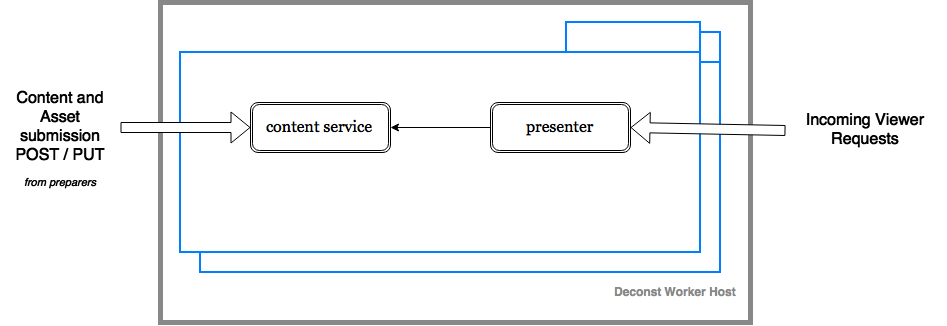 Content and
Asset
submission
POST / PUT
from preparers
content service
presenter
Incoming Viewer
Requests
Deconst Worker Host